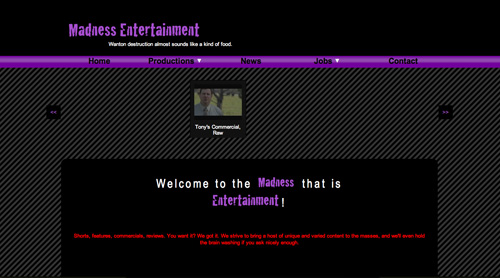 Madness Entertainment
Wanton destruction almost sounds like a kind of food.
Home Productions ▼ News Jobs ▼ Contact
Tony's Commercial,
Raw
Welcome to the Madness that is
Entertainment!
Shorts, features, commercials, reviews. You want it? We got it. We strive to bring a host of unique and varied content to the masses, and we'll even hold
the brain washing if you ask nicely enough.